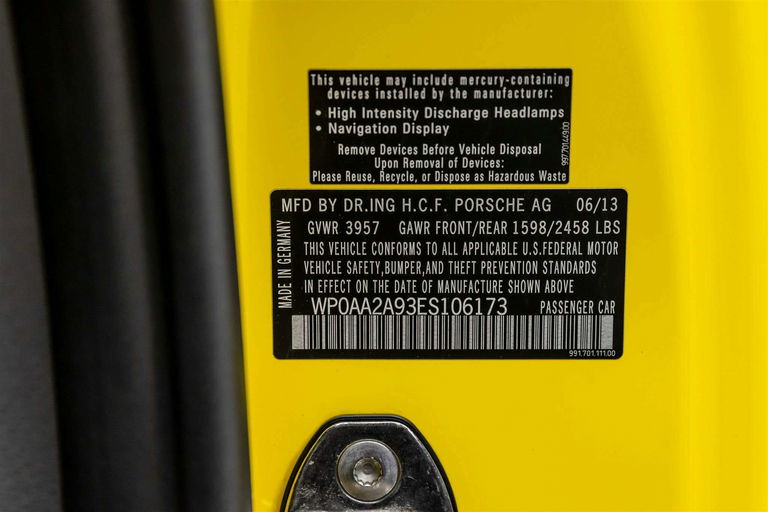 This vehicle may include mercury-containing
devices installed by the manufacturer:
• High Intensity Discharge Headlamps
• Navigation Display
Remove Devices Before Vehicle Disposal
Upon Removal of Devices:
Please Reuse, Recycle, or Dispose as Hazardous Waste
MFD BY DR.ING H.C.F. PORSCHE AG 06/13
GVWR 3957 GAWR FRONT/REAR 1598/2458 LBS
THIS VEHICLE CONFORMS TO ALL APPLICABLE U.S.FEDERAL MOTOR
VEHICLE SAFETY,BUMPER,AND THEFT PREVENTION STANDARDS
IN EFFECT ON THE DATE OF MANUFACTURE SHOWN ABOVE
MADE IN GERMANY
WP0AA2A93ES106173 PASSENGER CAR
991.701.111.00